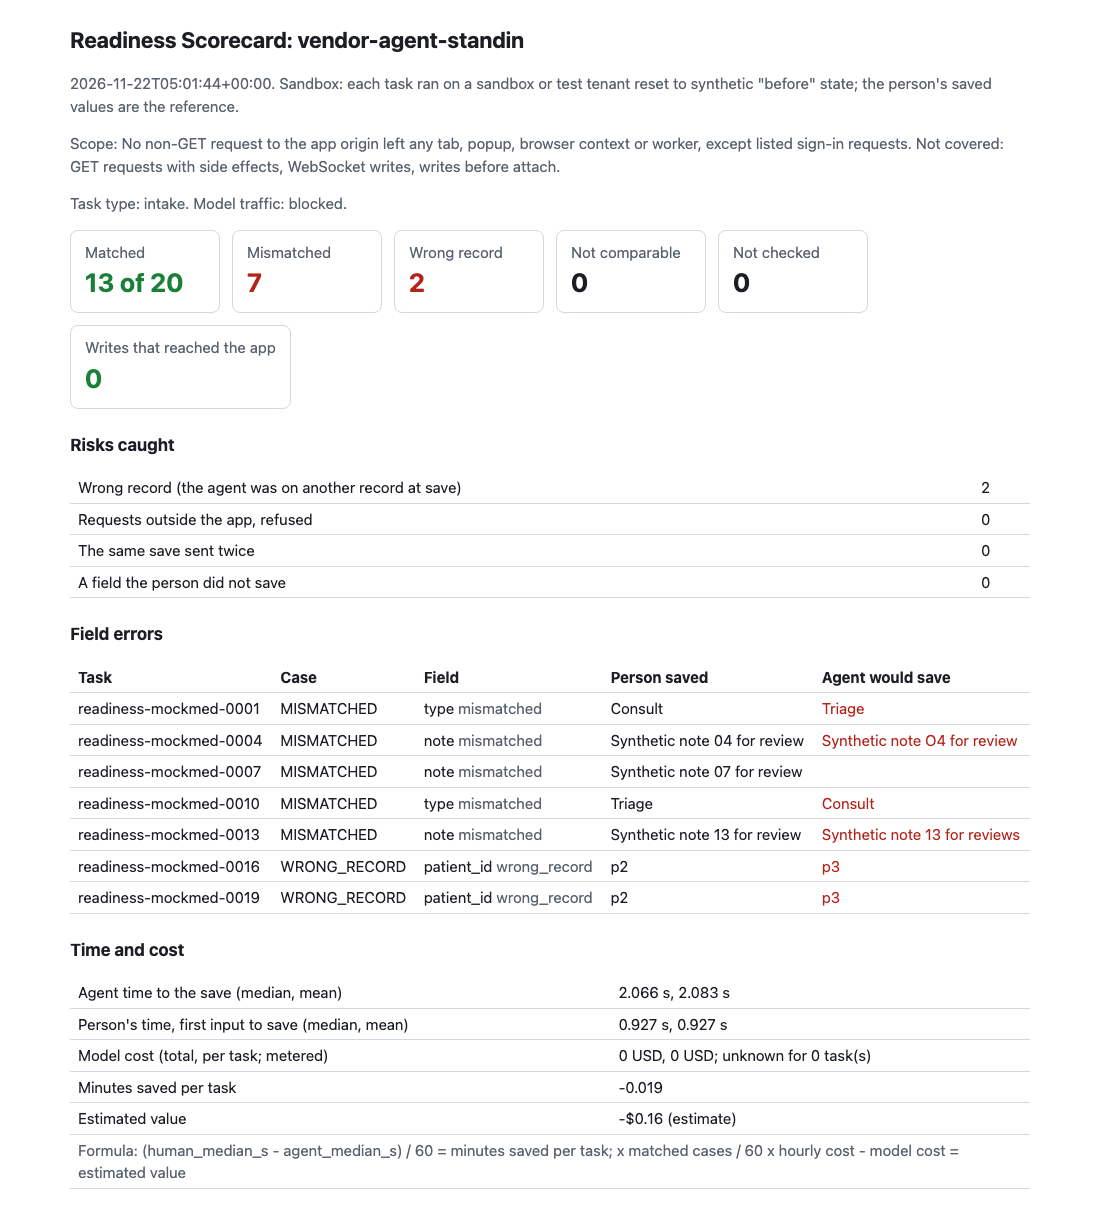 Readiness Scorecard: vendor-agent-standin
2026-11-22T05:01:44+00:00. Sandbox: each task ran on a sandbox or test tenant reset to synthetic "before" state; the person's saved
values are the reference.
Scope: No non-GET request to the app origin left any tab, popup, browser context or worker, except listed sign-in requests. Not covered:
GET requests with side effects, WebSocket writes, writes before attach.
Task type: intake. Model traffic: blocked.
Matched Mismatched Wrong record Not comparable Not checked
13 of 20 7 2 0 0
Writes that reached the app
0
Risks caught
Wrong record (the agent was on another record at save) 2
Requests outside the app, refused 0
The same save sent twice 0
A field the person did not save 0
Field errors
Task Case Field Person saved Agent would save
readiness-mockmed-0001 MISMATCHED type mismatched Consult Triage
readiness-mockmed-0004 MISMATCHED note mismatched Synthetic note 04 for review Synthetic note O4 for review
readiness-mockmed-0007 MISMATCHED note mismatched Synthetic note 07 for review
readiness-mockmed-0010 MISMATCHED type mismatched Triage Consult
readiness-mockmed-0013 MISMATCHED note mismatched Synthetic note 13 for review Synthetic note 13 for reviews
readiness-mockmed-0016 WRONG_RECORD patient_id wrong_record p2 p3
readiness-mockmed-0019 WRONG_RECORD patient_id wrong_record p2 p3
Time and cost
Agent time to the save (median, mean) 2.066 s, 2.083 s
Person's time, first input to save (median, mean) 0.927 s, 0.927 s
Model cost (total, per task; metered) 0 USD, 0 USD; unknown for 0 task(s)
Minutes saved per task -0.019
Estimated value -$0.16 (estimate)
Formula: (human_median_s - agent_median_s) / 60 = minutes saved per task; x matched cases / 60 x hourly cost - model cost =
estimated value